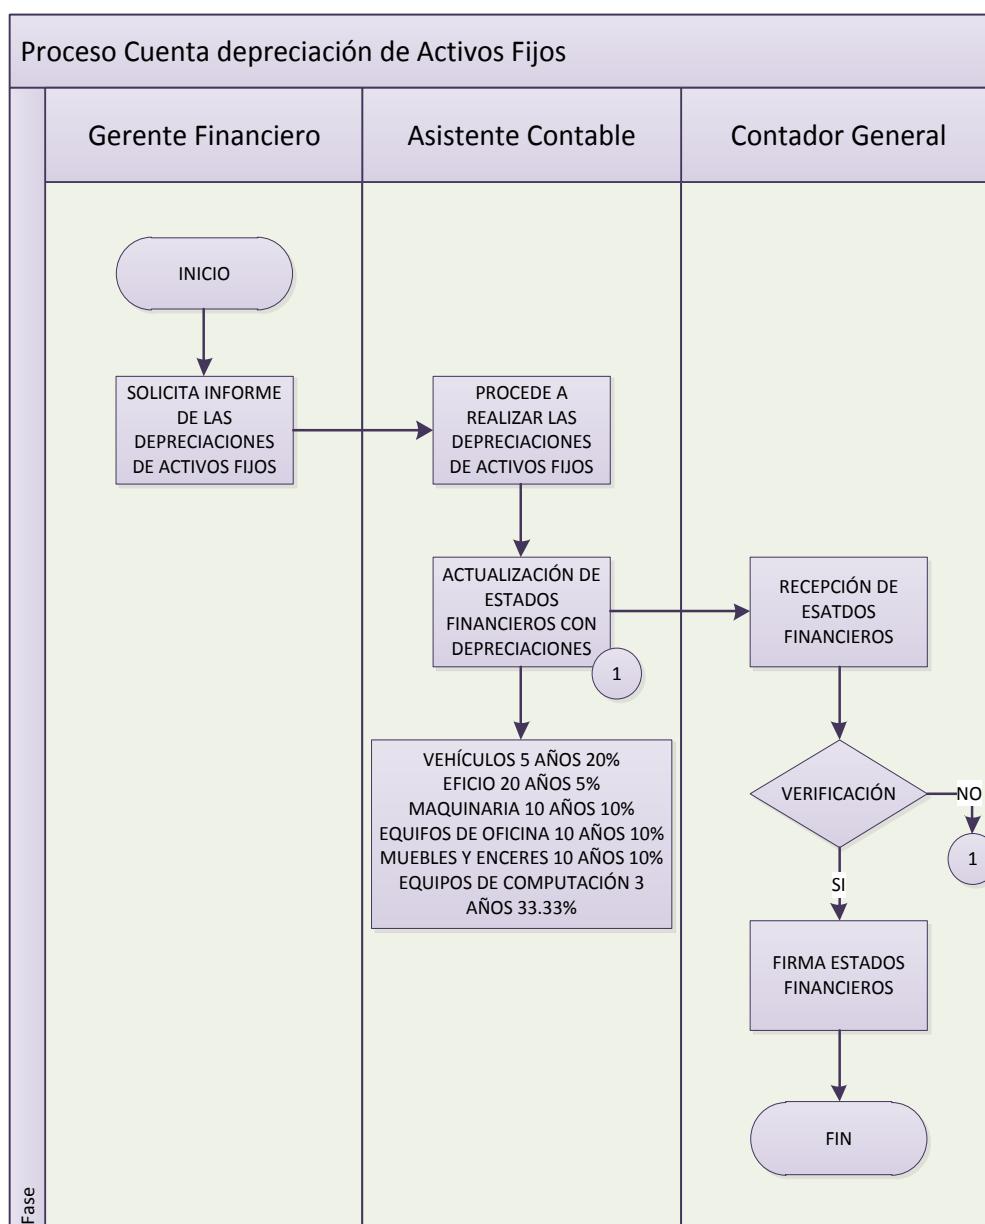 Proceso Cuenta depreciación de Activos Fijos
Gerente Financiero
Asistente Contable
Contador General
INICIO
SOLICITA INFORME
DE LAS
DEPRECIACIONES
DE ACTIVOS FIJOS
PROCEDE A
REALIZAR LAS
DEPRECIACIONES
DE ACTIVOS FIJOS
ACTUALIZACIÓN DE
ESTADOS
FINANCIEROS CON
DEPRECIACIONES
1
RECEPCIÓN DE
ESATDOS
FINANCIEROS
VEHÍCULOS 5 AÑOS 20%
EFICIO 20 AÑOS 5%
MAQUINARIA 10 AÑOS 10%
EQUIFOS DE OFICINA 10 AÑOS 10%
MUEBLES Y ENCERES 10 AÑOS 10%
EQUIPOS DE COMPUTACIÓN 3
AÑOS 33.33%
VERIFICACIÓN
NO
1
SI
FIRMA ESTADOS
FINANCIEROS
FIN
Fase